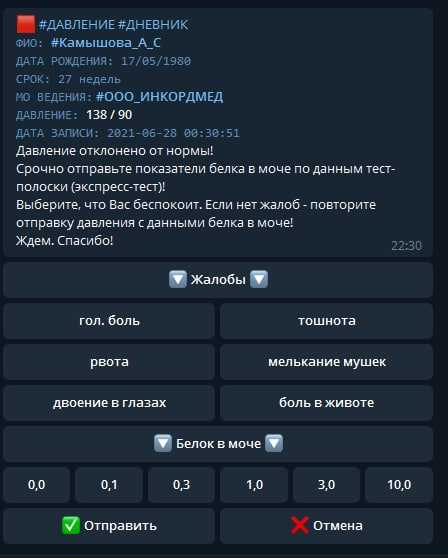 #ДАВЛЕНИЕ #ДНЕВНИК
ФИО: #Камышова_А_С
ДАТА РОЖДЕНИЯ: 17/05/1980
СРОК: 27 недель
МО ВЕДЕНИЯ: #ООО_ИНКОРДМЕД
ДАВЛЕНИЕ: 138 / 90
ДАТА ЗАПИСИ: 2021-06-28 00:30:51
Давление отклонено от нормы!
Срочно отправьте показатели белка в моче по данным тест-
полоски (экспресс-тест)!
Выберите, что Вас беспокоит. Если нет жалоб - повторите
отправку давления с данными белка в моче!
Ждем. Спасибо!
22:30
Жалобы
гол. боль тошнота
рвота мелькание мушек
двоение в глазах боль в животе
Белок в моче
0,0 0,1 0,3 1,0 3,0 10,0
Отправить Отмена